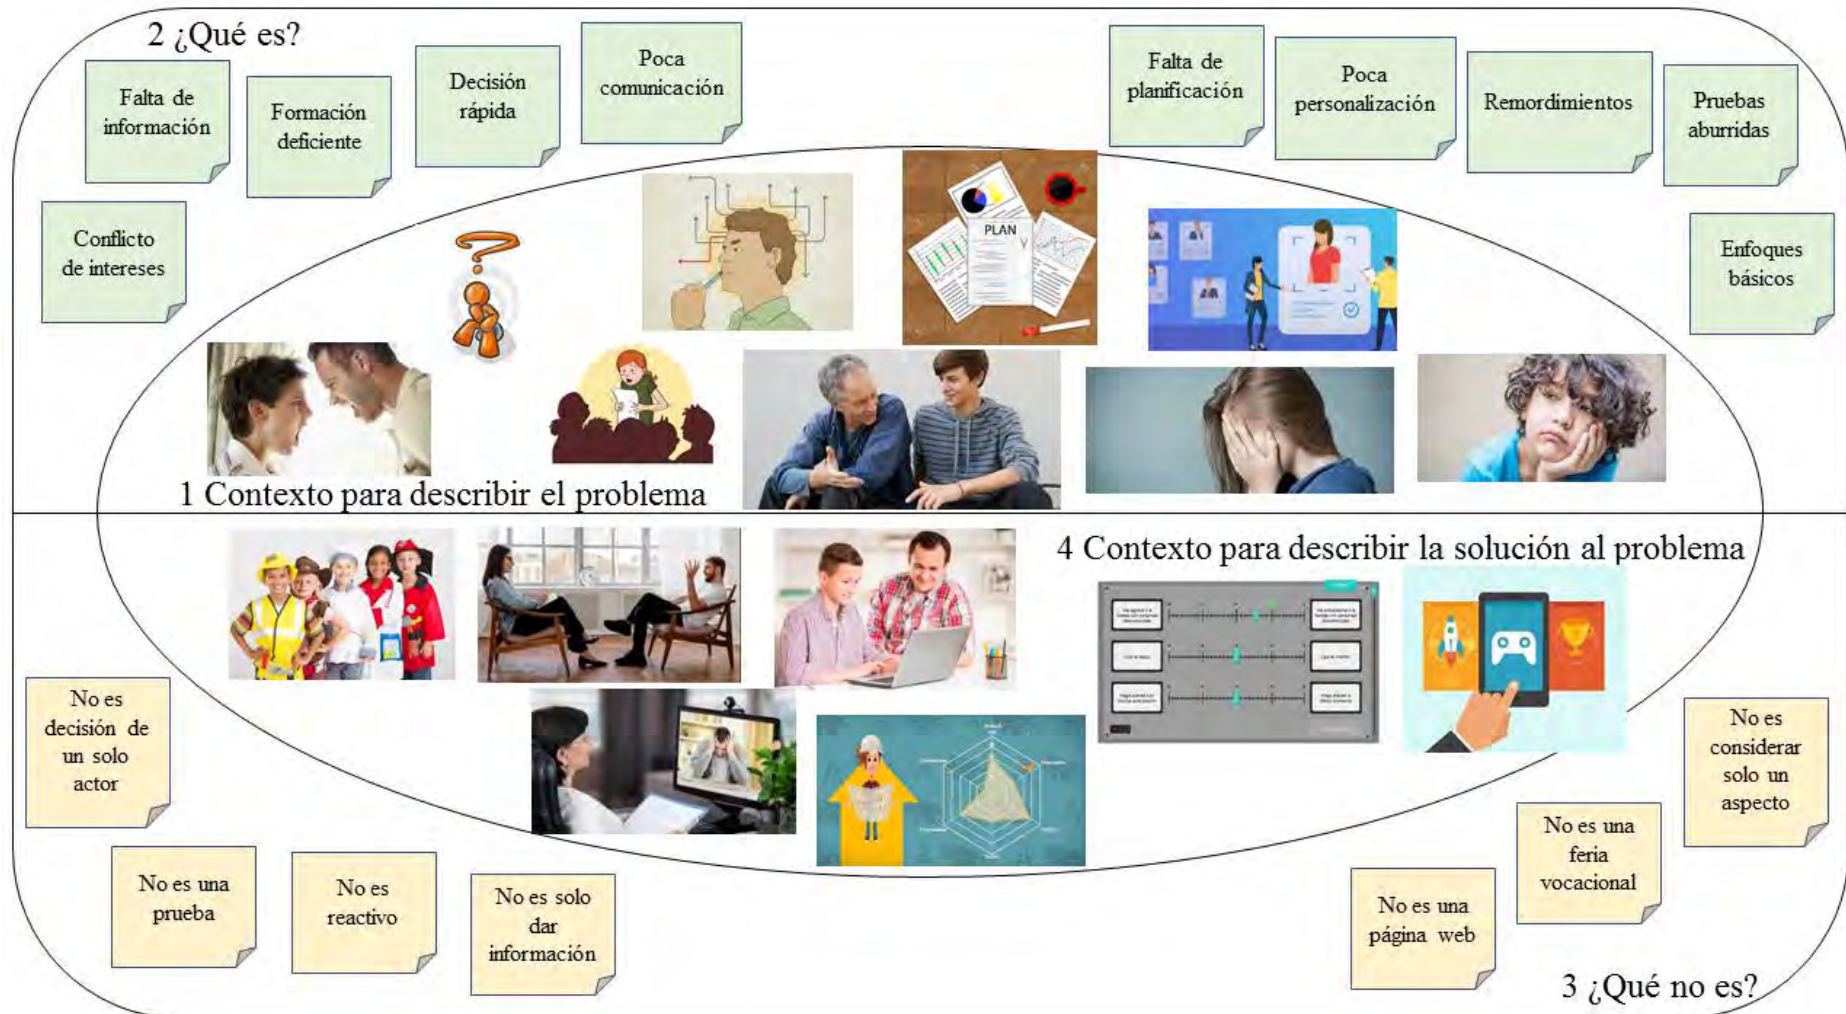 2 ¿Qué es?
Falta de
información
Formación
deficiente
Decisión
rápida
Poca
comunicación
Falta de
planificación
Poca
personalización
Remordimientos
Pruebas
aburridas
Conflicto
de intereses
Enfoques
básicos
PLAN
1 Contexto para describir el problema
4 Contexto para describir la solución al problema
No es
decisión de
un solo
actor
No es una
prueba
No es
reactivo
No es solo
dar
información
No es una
página web
No es una
feria
vocacional
No es
considerar
solo un
aspecto
3 ¿Qué no es?